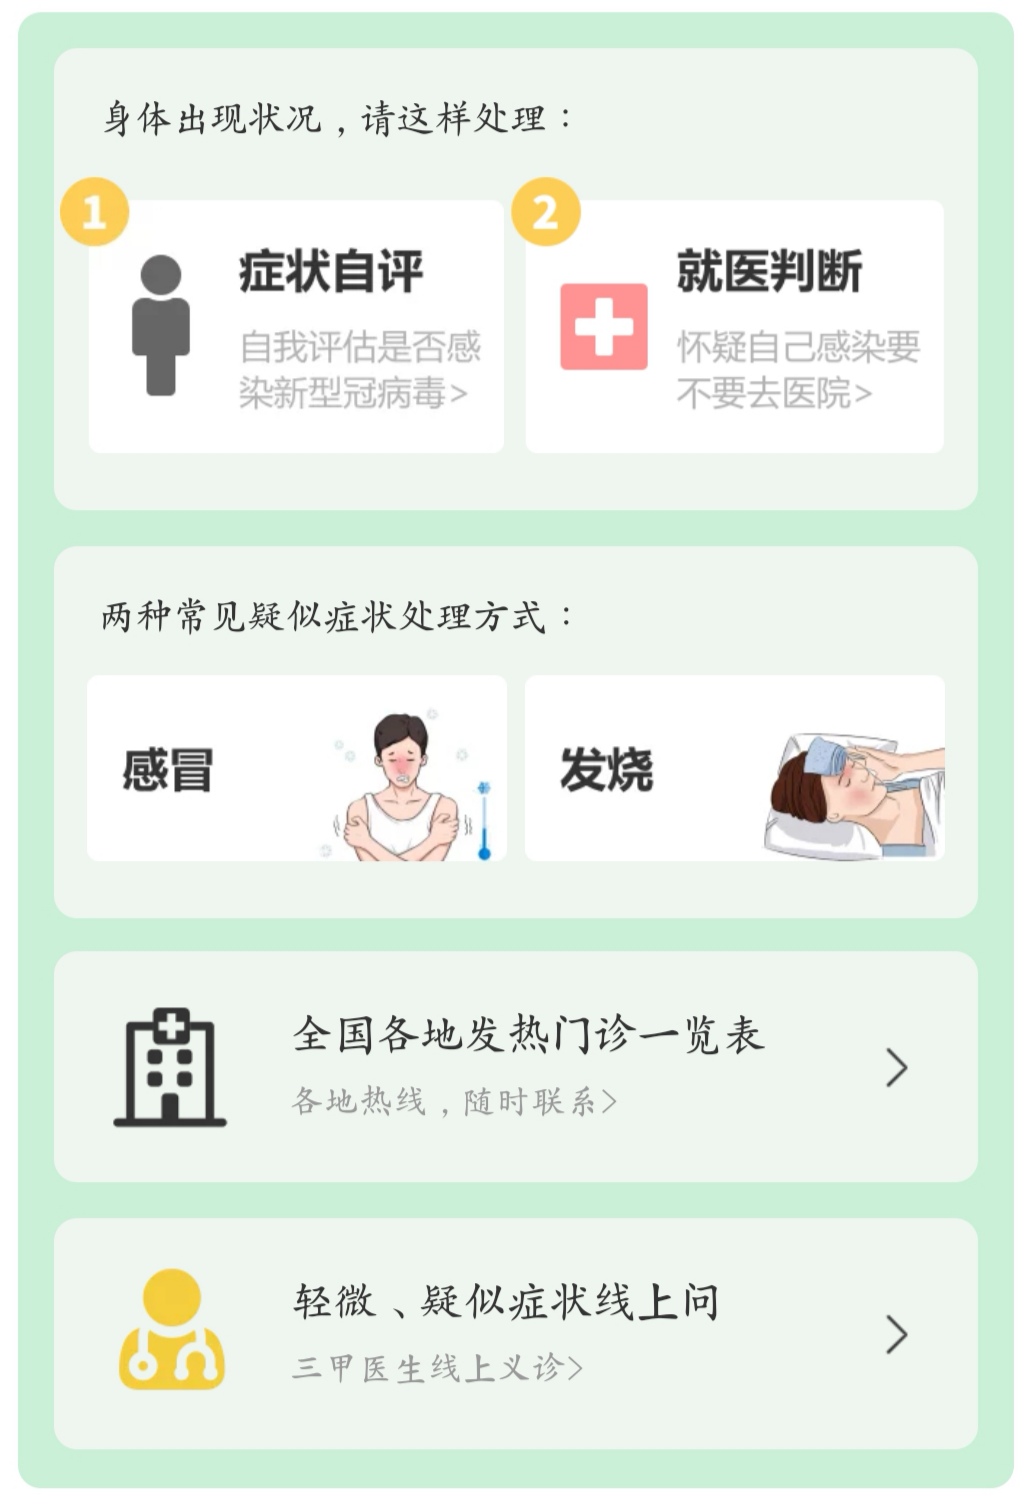 身体出现状况，请这样处理：
1
症状自评
自我评估是否感
染新型冠病毒>
2
就医判断
怀疑自己感染要
不要去医院>
两种常见疑似症状处理方式：
感冒
发烧
全国各地发热门诊一览表
各地热线，随时联系>
轻微、疑似症状线上问
三甲医生线上义诊>